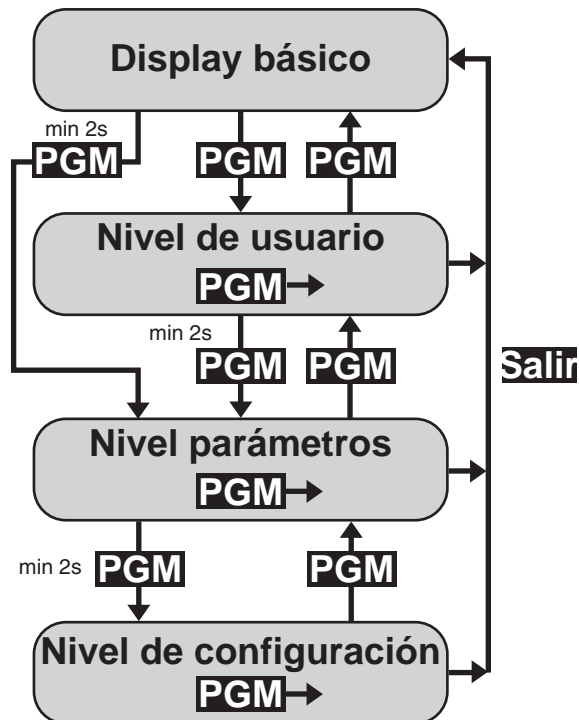 Display básico
min 2s
PGM PGM PGM
Nivel de usuario
PGM
min 2s
PGM PGM
Salir
Nivel parámetros
PGM
min 2s PGM PGM
Nivel de configuración
PGM